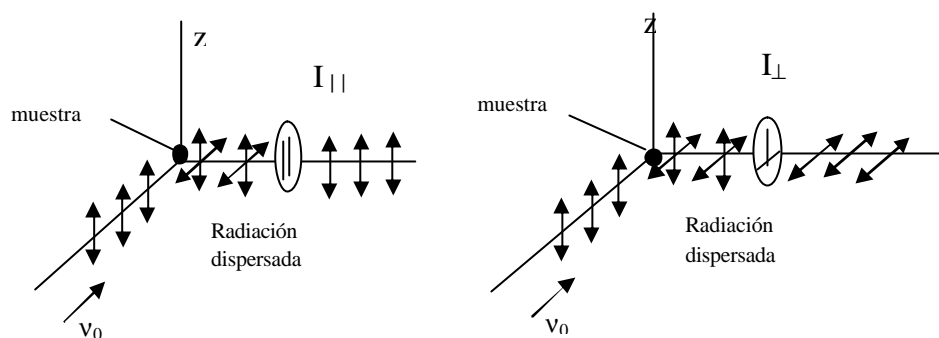 z
I||
muestra
Radiación
dispersada
ν₀
z
I⊥
muestra
Radiación
dispersada
ν₀